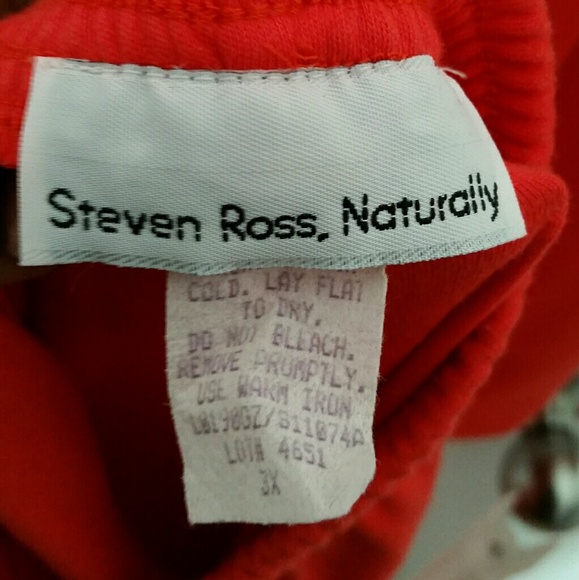 Steven Ross, Naturally
COLD. LAY FLAT
TO DRY.
DO NOT BLEACH.
REMOVE PROMPTLY.
USE WARM IRON
LOT# 4651
3X